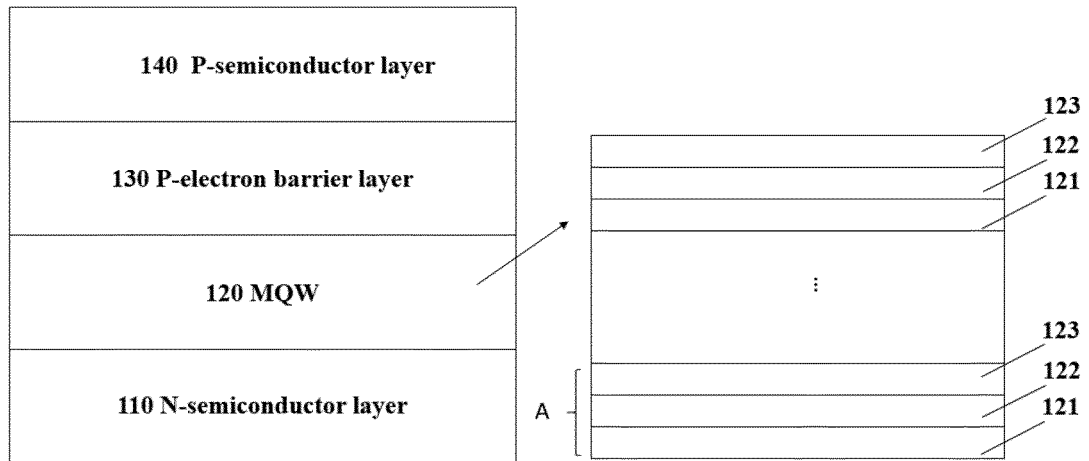 140 P-semiconductor layer
130 P-electron barrier layer
120 MQW
110 N-semiconductor layer
123
122
121
⋮
123
122
121
A